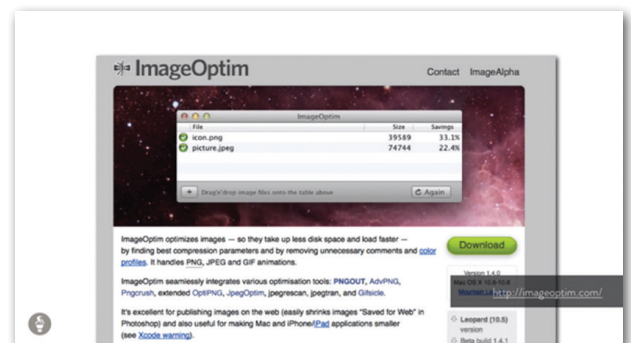 ImageOptim
Contact ImageAlpha
ImageOptim
File Size Savings
icon.png 39589 33.1%
picture.jpeg 74744 22.4%
+ Drag'n'drop image files onto the table above Again
ImageOptim optimizes images — so they take up less disk space and load faster —
by finding best compression parameters and by removing unnecessary comments and color
profiles. It handles PNG, JPEG and GIF animations.
Download
ImageOptim seamlessly integrates various optimisation tools: PNGOUT, AdvPNG,
Pngcrush, extended OptiPNG, JpegOptim, jpegrescan, jpegtran, and Gifsicle.
Version 1.4.0
http://imageoptim.com/
It's excellent for publishing images on the web (easily shrinks images "Saved for Web" in
Photoshop) and also useful for making Mac and iPhone/iPad applications smaller
(see Xcode warning).
Leopard (10.5)
version
Beta build 1.4.1